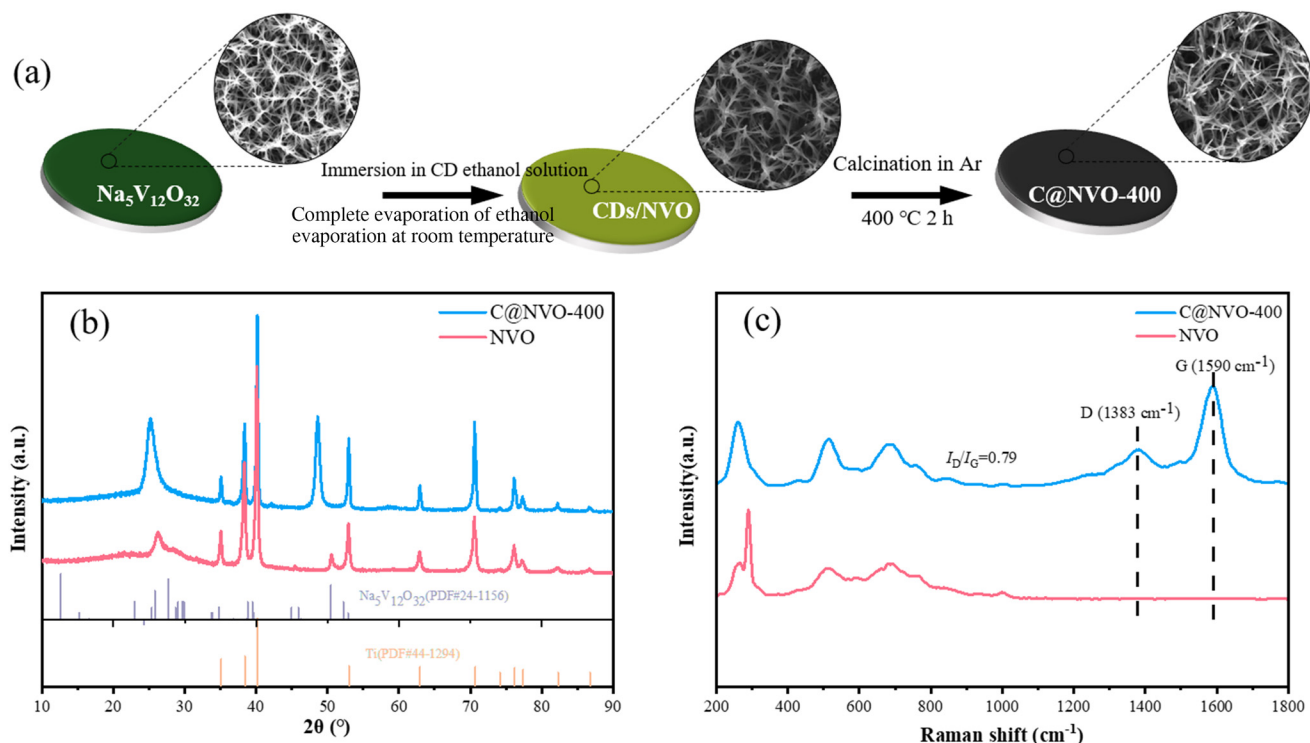 (a)
Na₅V₁₂O₃₂
Immersion in CD ethanol solution
Complete evaporation of ethanol
evaporation at room temperature
CDs/NVO
Calcination in Ar
400 °C 2 h
C@NVO-400
(b)
C@NVO-400
NVO
Intensity (a.u.)
Na₅V₁₂O₃₂(PDF#24-1156)
Ti(PDF#44-1294)
10 20 30 40 50 60 70 80 90
2θ (°)
(c)
C@NVO-400
NVO
G (1590 cm⁻¹)
D (1383 cm⁻¹)
I_D/I_G=0.79
Intensity(a.u.)
200 400 600 800 1000 1200 1400 1600 1800
Raman shift (cm⁻¹)